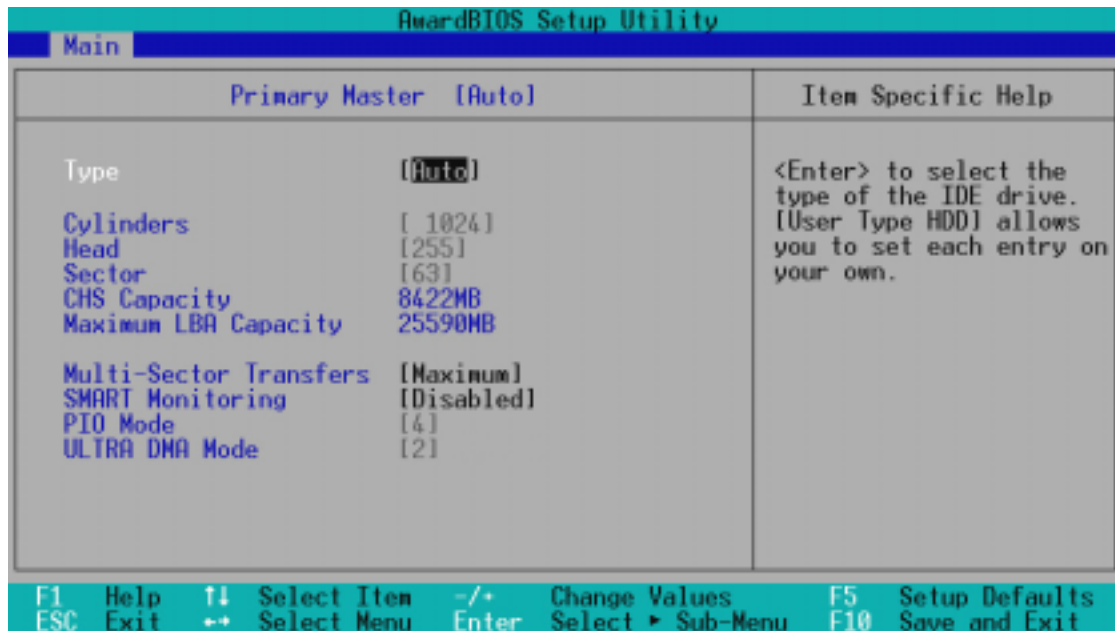 AwardBIOS Setup Utility
Main
Primary Master [Auto]
Item Specific Help
Type [Auto]
Cylinders [ 1024]
Head [255]
Sector [63]
CHS Capacity 8422MB
Maximum LBA Capacity 25590MB
Multi-Sector Transfers [Maximum]
SMART Monitoring [Disabled]
PIO Mode [4]
ULTRA DMA Mode [2]
<Enter> to select the
type of the IDE drive.
[User Type HDD] allows
you to set each entry on
your own.
F1 Help ↑↓ Select Item -/+ Change Values F5 Setup Defaults
ESC Exit ←→ Select Menu Enter Select ► Sub-Menu F10 Save and Exit